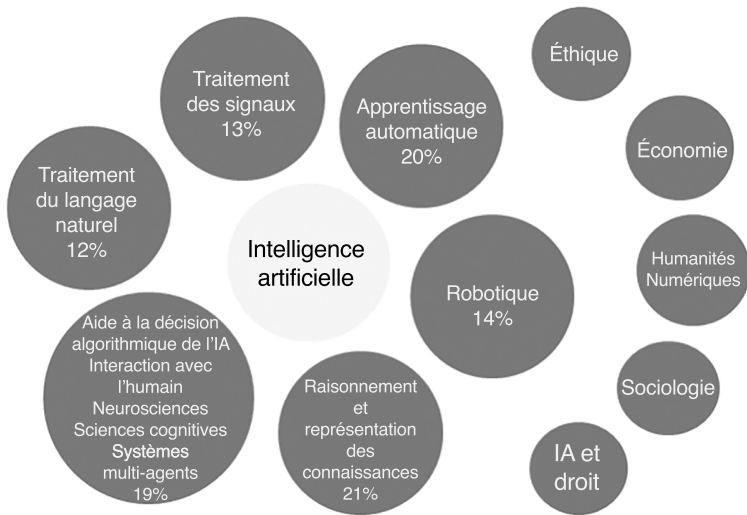 Traitement
des signaux
13%
Apprentissage
automatique
20%
Éthique
Économie
Traitement
du langage
naturel
12%
Intelligence
artificielle
Robotique
14%
Humanités
Numériques
Aide à la décision
algorithmique de l’IA
Interaction avec
l’humain
Neurosciences
Sciences cognitives
Systèmes
multi-agents
19%
Raisonnement
et
représentation
des
connaissances
21%
Sociologie
IA et
droit